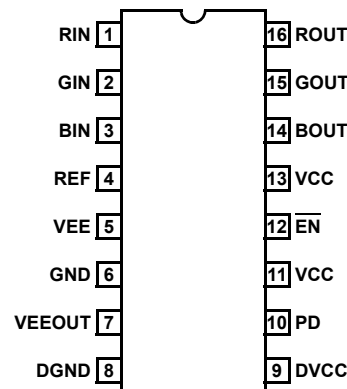 RIN 1 16 ROUT
GIN 2 15 GOUT
BIN 3 14 BOUT
REF 4 13 VCC
VEE 5 12 E̅N̅
GND 6 11 VCC
VEEOUT 7 10 PD
DGND 8 9 DVCC